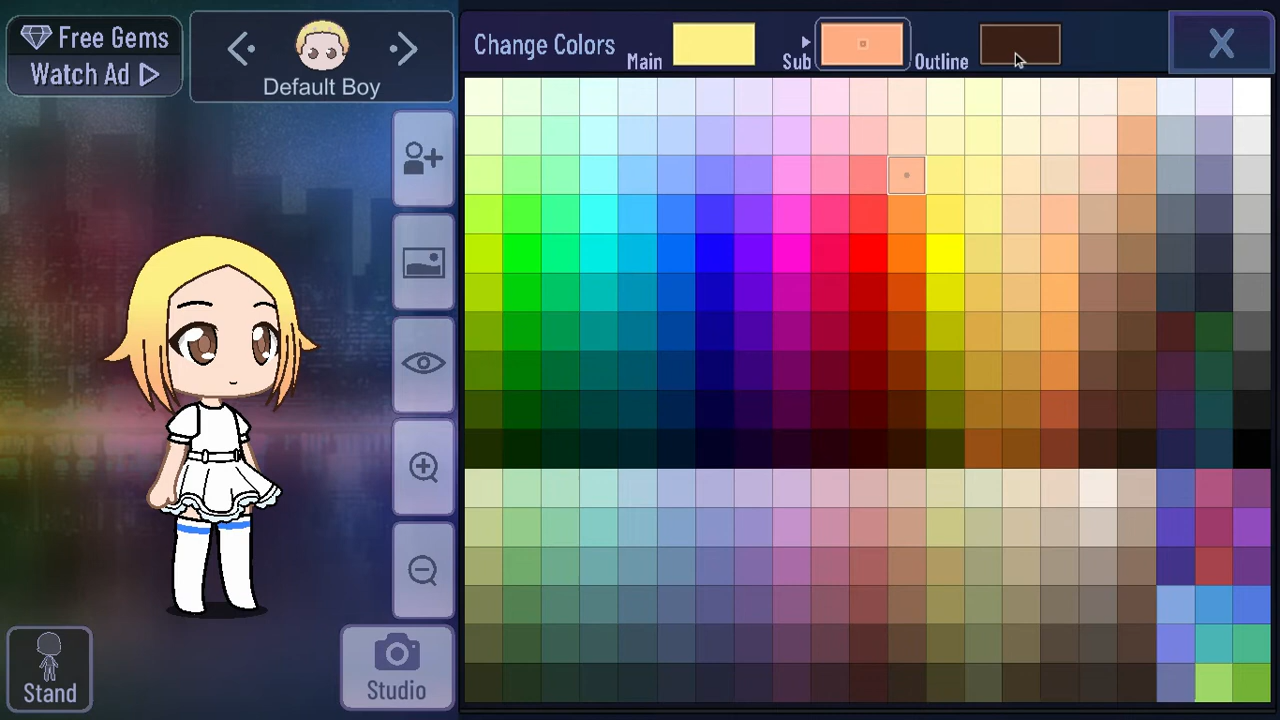 Free Gems
Watch Ad
Default Boy
Change Colors
Main
Sub
Outline
X
Stand
Studio